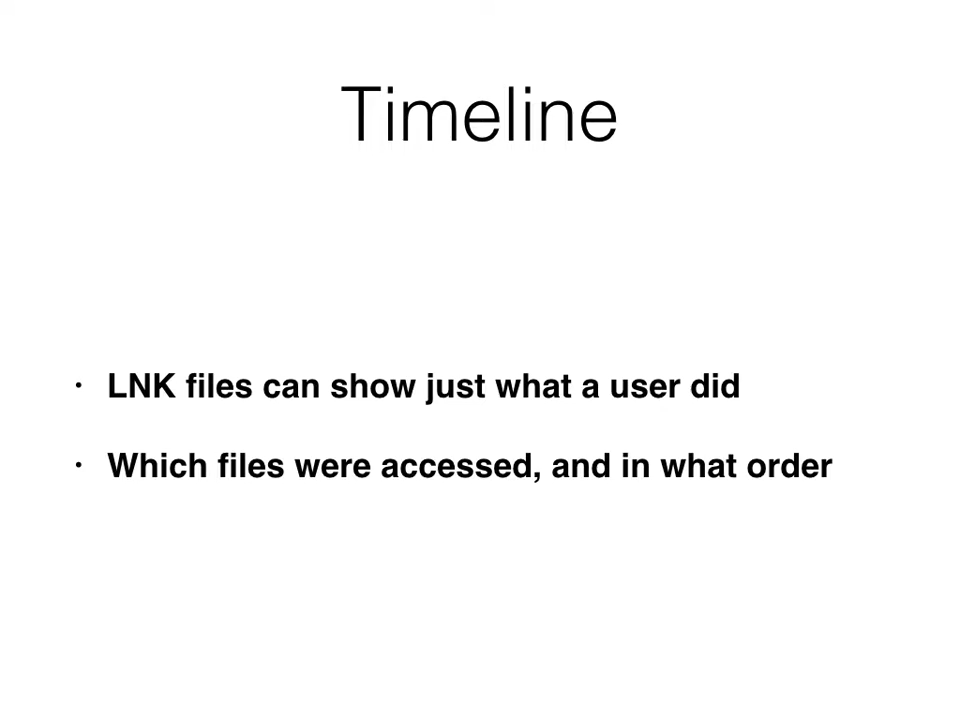 Timeline
• LNK files can show just what a user did
• Which files were accessed, and in what order